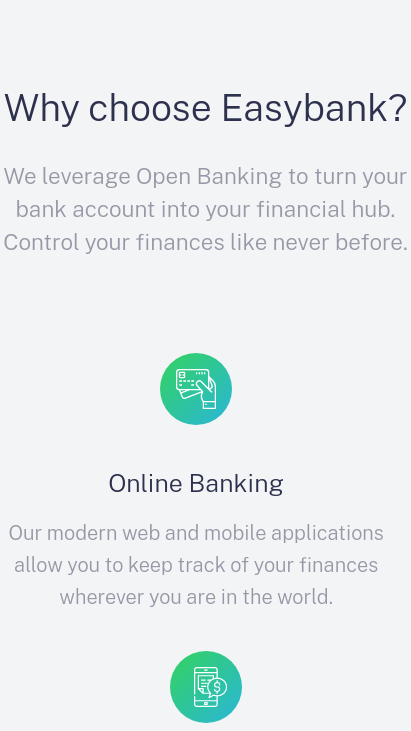 Why choose Easybank?
We leverage Open Banking to turn your
bank account into your financial hub.
Control your finances like never before.
Online Banking
Our modern web and mobile applications
allow you to keep track of your finances
wherever you are in the world.